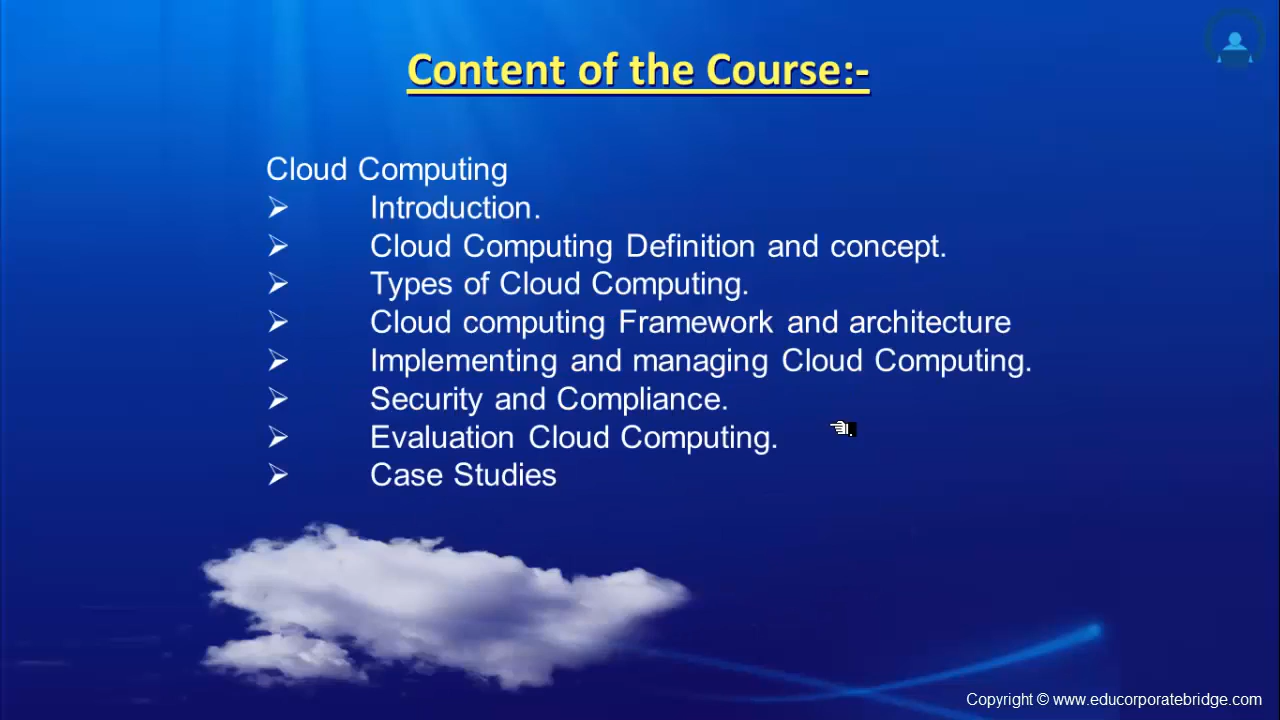 Content of the Course:-
Cloud Computing
➢ Introduction.
➢ Cloud Computing Definition and concept.
➢ Types of Cloud Computing.
➢ Cloud computing Framework and architecture
➢ Implementing and managing Cloud Computing.
➢ Security and Compliance.
➢ Evaluation Cloud Computing.
➢ Case Studies
Copyright © www.educorporatebridge.com